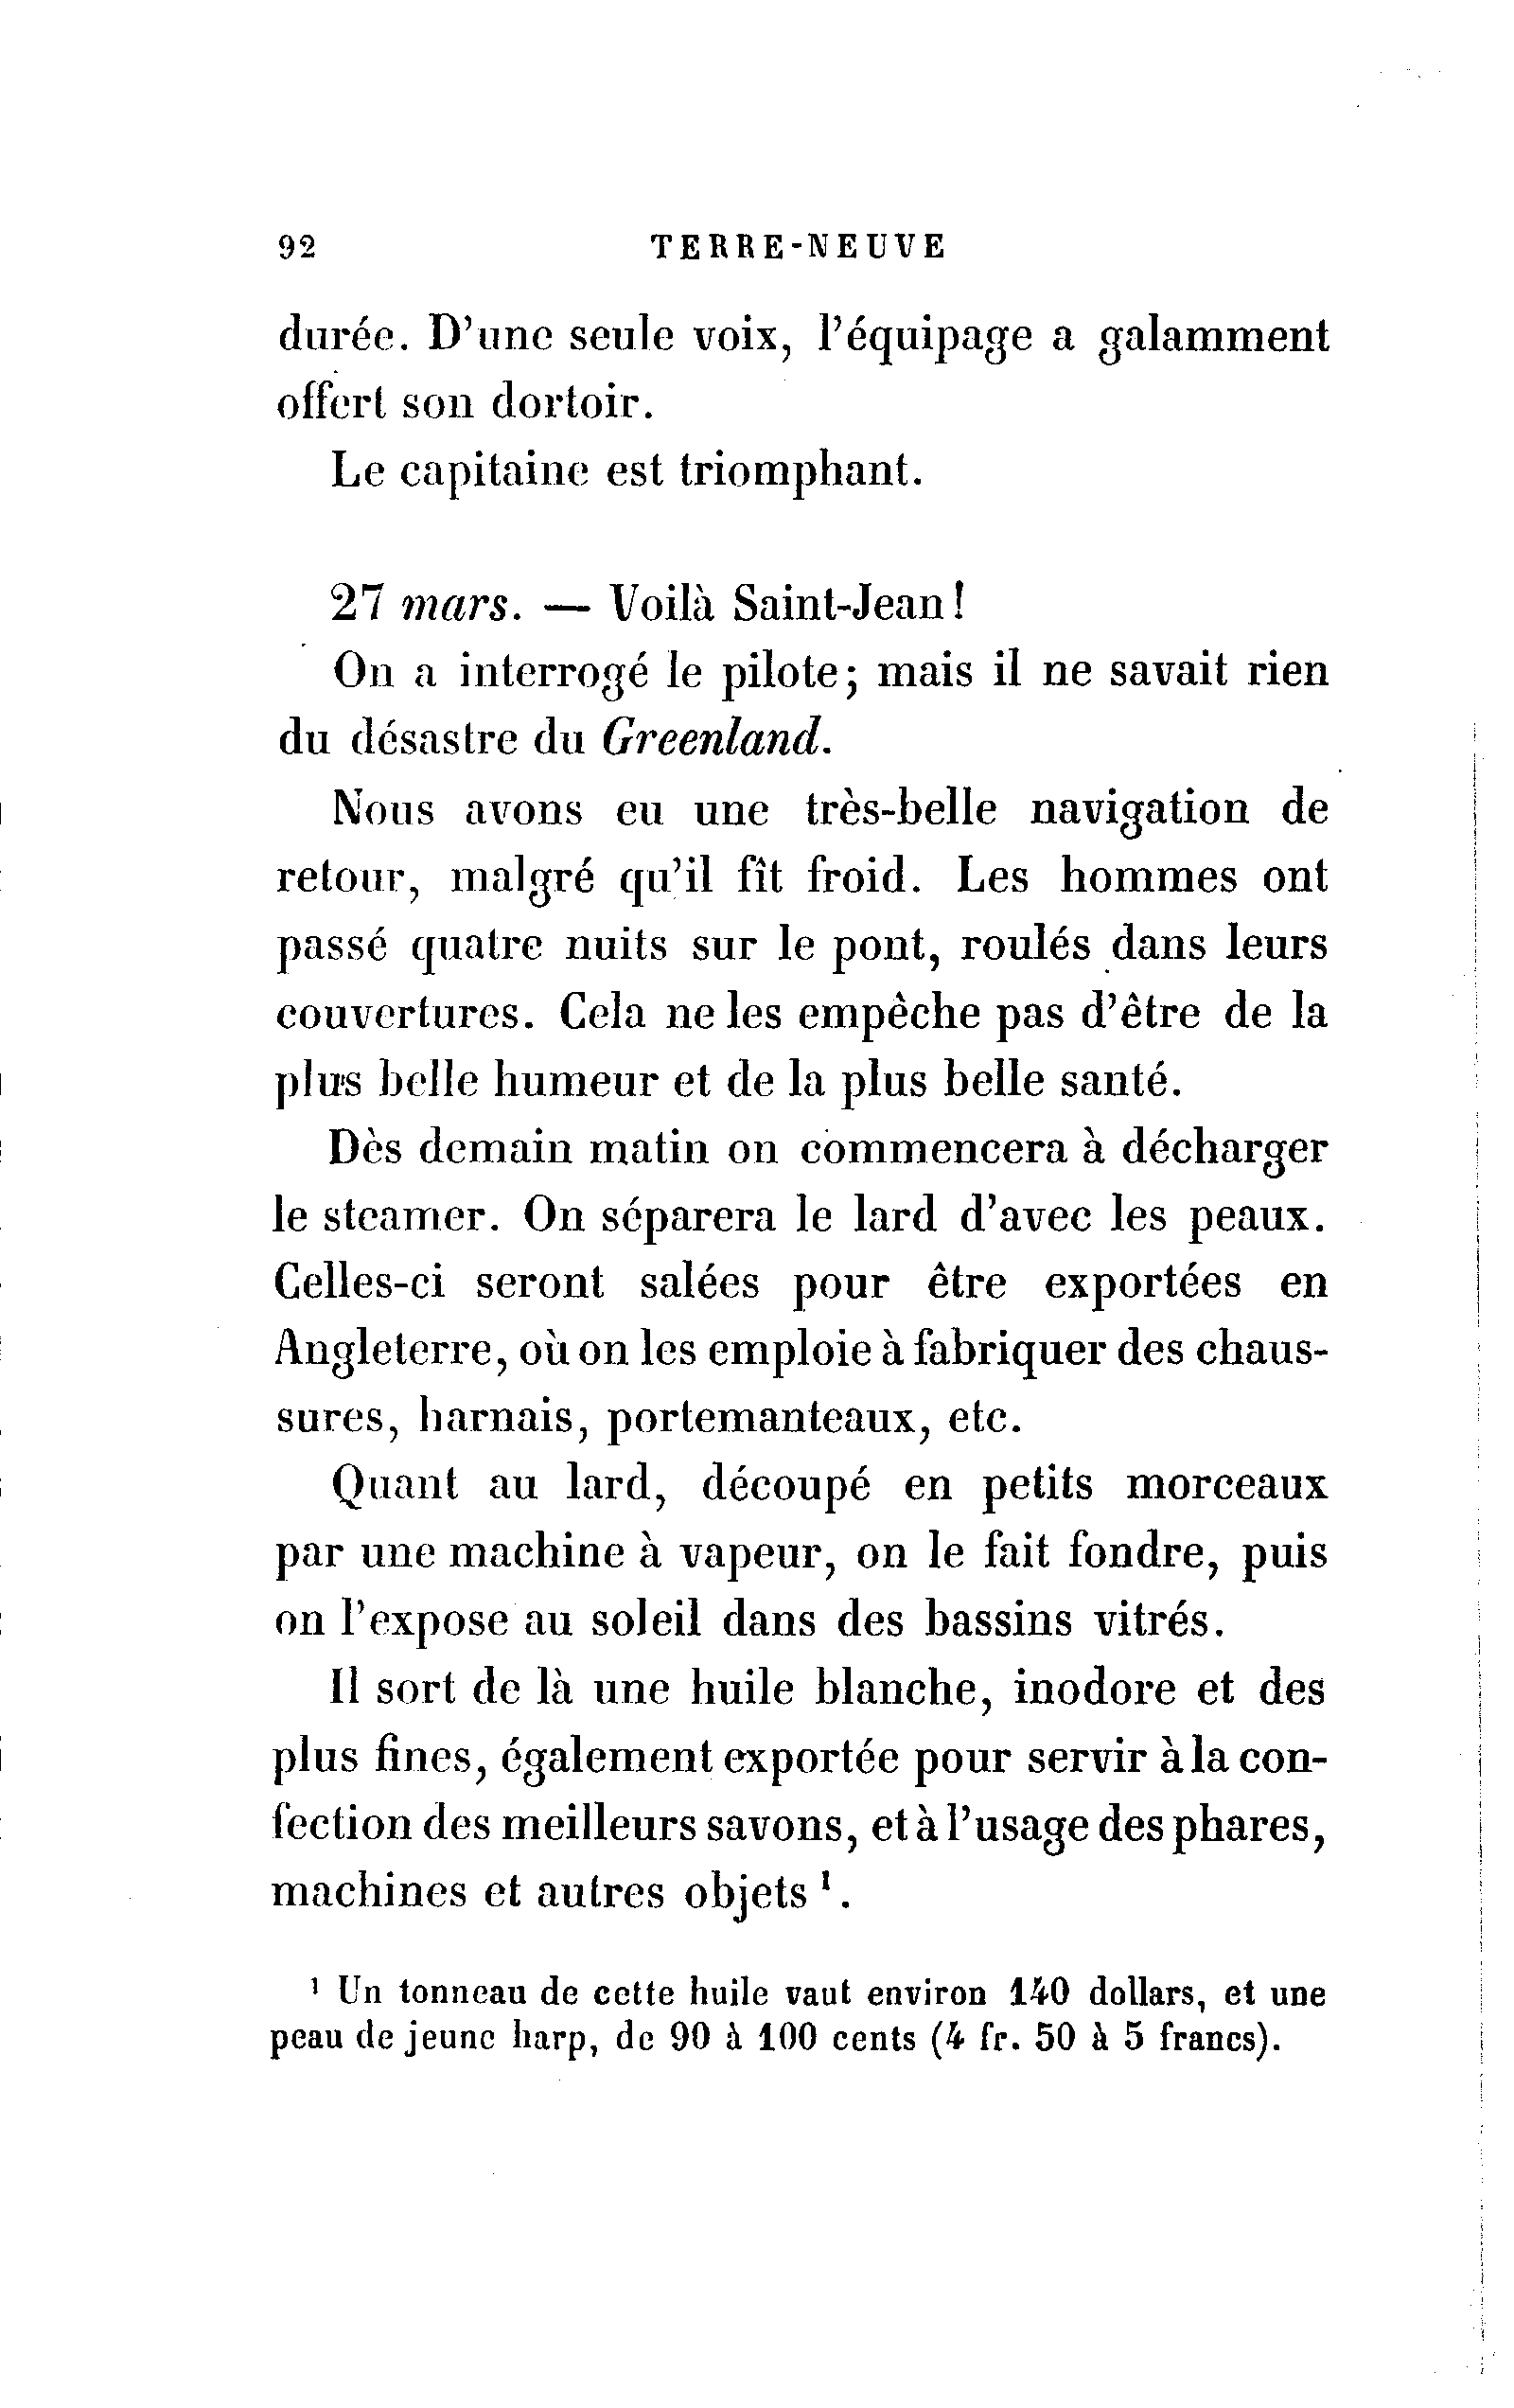 92 TERRE-NEUVE
durée. D'une seule voix, l'équipage a galamment
offert son dortoir.
Le capitaine est triomphant.
27 mars. — Voilà Saint-Jean!
On a interrogé le pilote; mais il ne savait rien
du désastre du Greenland.
Nous avons eu une très-belle navigation de
retour, malgré qu'il fît froid. Les hommes ont
passé quatre nuits sur le pont, roulés dans leurs
couvertures. Cela ne les empêche pas d'être de la
plus belle humeur et de la plus belle santé.
Dès demain matin on commencera à décharger
le steamer. On séparera le lard d'avec les peaux.
Celles-ci seront salées pour être exportées en
Angleterre, où on les emploie à fabriquer des chaus-
sures, harnais, portemanteaux, etc.
Quant au lard, découpé en petits morceaux
par une machine à vapeur, on le fait fondre, puis
on l'expose au soleil dans des bassins vitrés.
Il sort de là une huile blanche, inodore et des
plus fines, également exportée pour servir à la con-
fection des meilleurs savons, et à l'usage des phares,
machines et autres objets ¹.
¹ Un tonneau de cette huile vaut environ 140 dollars, et une
peau de jeune harp, de 90 à 100 cents (4 fr. 50 à 5 francs).